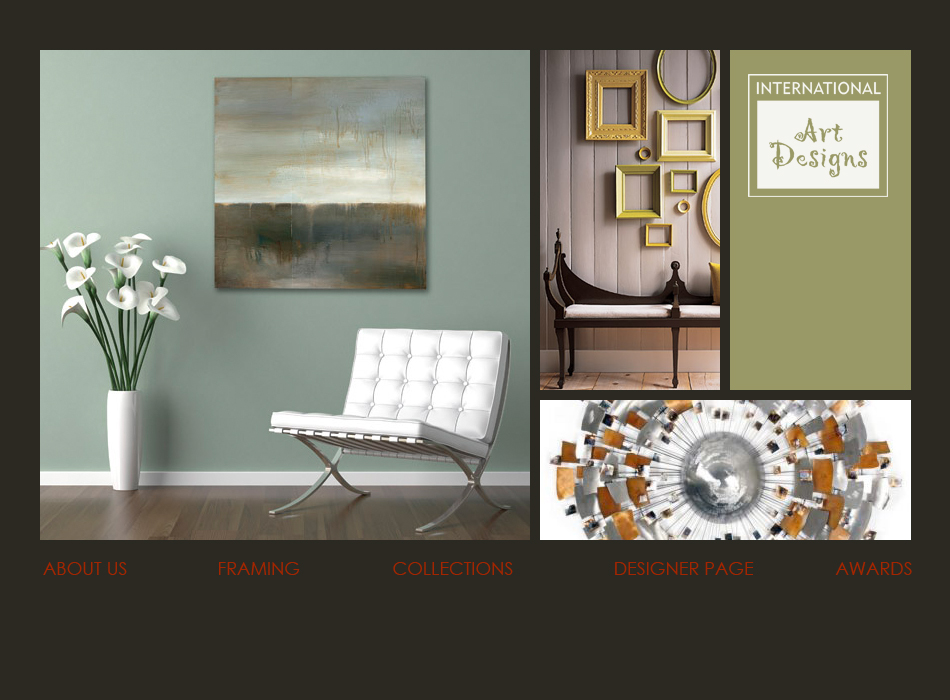 INTERNATIONAL
Art
Designs
ABOUT US
FRAMING
COLLECTIONS
DESIGNER PAGE
AWARDS